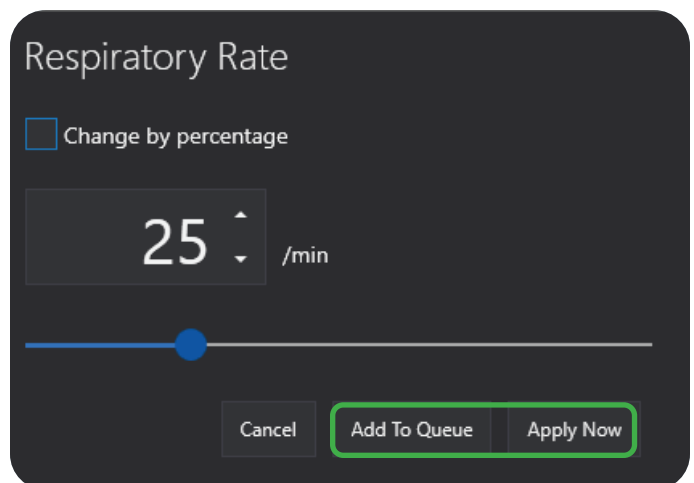 Respiratory Rate
Change by percentage
25 /min
Cancel Add To Queue Apply Now